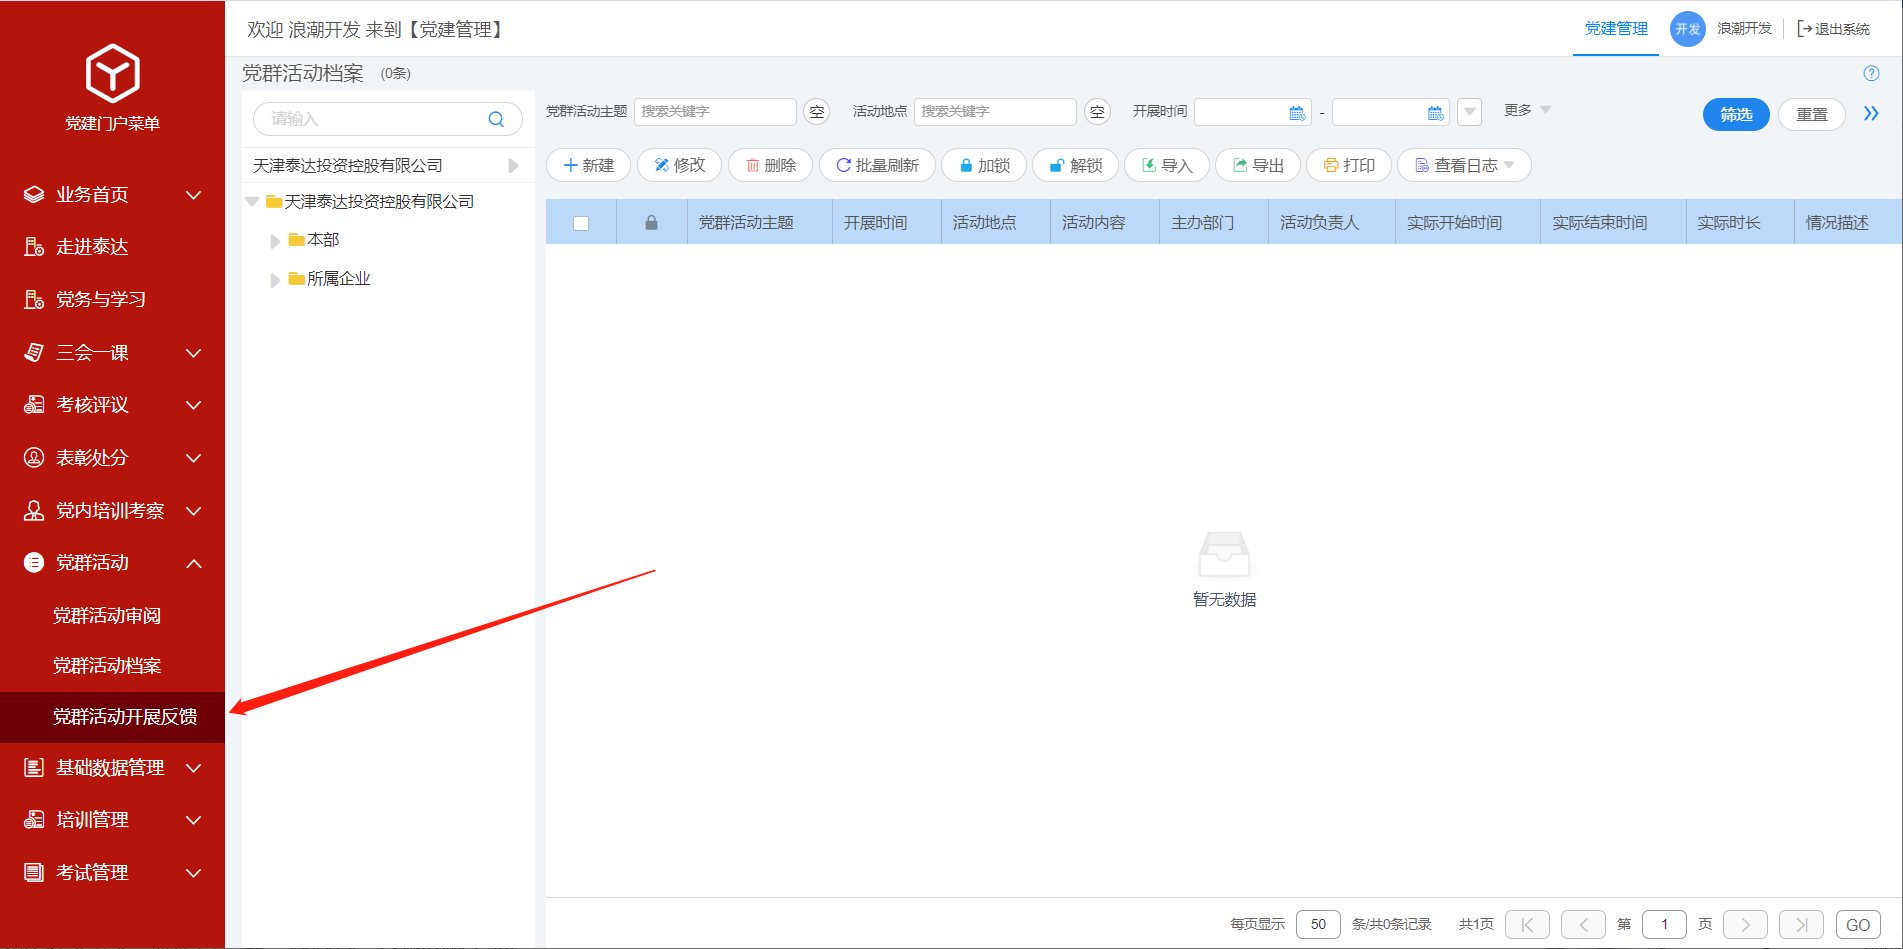 欢迎 浪潮开发 来到【党建管理】
党建管理
开发
浪潮开发
退出系统
党建门户菜单
业务首页
走进泰达
党务与学习
三会一课
考核评议
表彰处分
党内培训考察
党群活动
党群活动审阅
党群活动档案
党群活动开展反馈
基础数据管理
培训管理
考试管理
党群活动档案 (0条)
请输入
天津泰达投资控股有限公司
天津泰达投资控股有限公司
本部
所属企业
党群活动主题 搜索关键字 空 活动地点 搜索关键字 空 开展时间 - 更多 筛选 重置
新建 修改 删除 批量刷新 加锁 解锁 导入 导出 打印 查看日志
党群活动主题 开展时间 活动地点 活动内容 主办部门 活动负责人 实际开始时间 实际结束时间 实际时长 情况描述
暂无数据
每页显示 50 条/共0条记录 共1页 第 1 页 GO